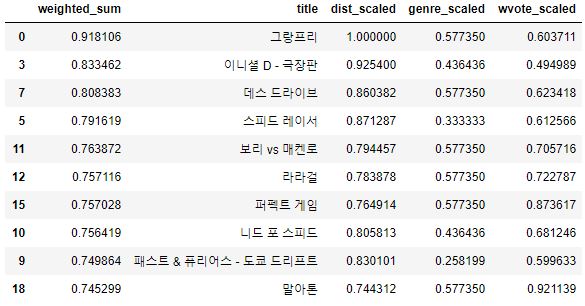 weighted_sum title dist_scaled genre_scaled wvote_scaled
0 0.918106 그랑프리 1.000000 0.577350 0.603711
3 0.833462 이니셜 D - 극장판 0.925400 0.436436 0.494989
7 0.808383 데스 드라이브 0.860382 0.577350 0.623418
5 0.791619 스피드 레이서 0.871287 0.333333 0.612566
11 0.763872 보리 vs 매켄로 0.794457 0.577350 0.705716
12 0.757116 라라걸 0.783878 0.577350 0.722787
15 0.757028 퍼펙트 게임 0.764914 0.577350 0.873617
10 0.756419 니드 포 스피드 0.805813 0.436436 0.681246
9 0.749864 패스트 & 퓨리어스 - 도쿄 드리프트 0.830101 0.258199 0.599633
18 0.745299 말아톤 0.744312 0.577350 0.921139